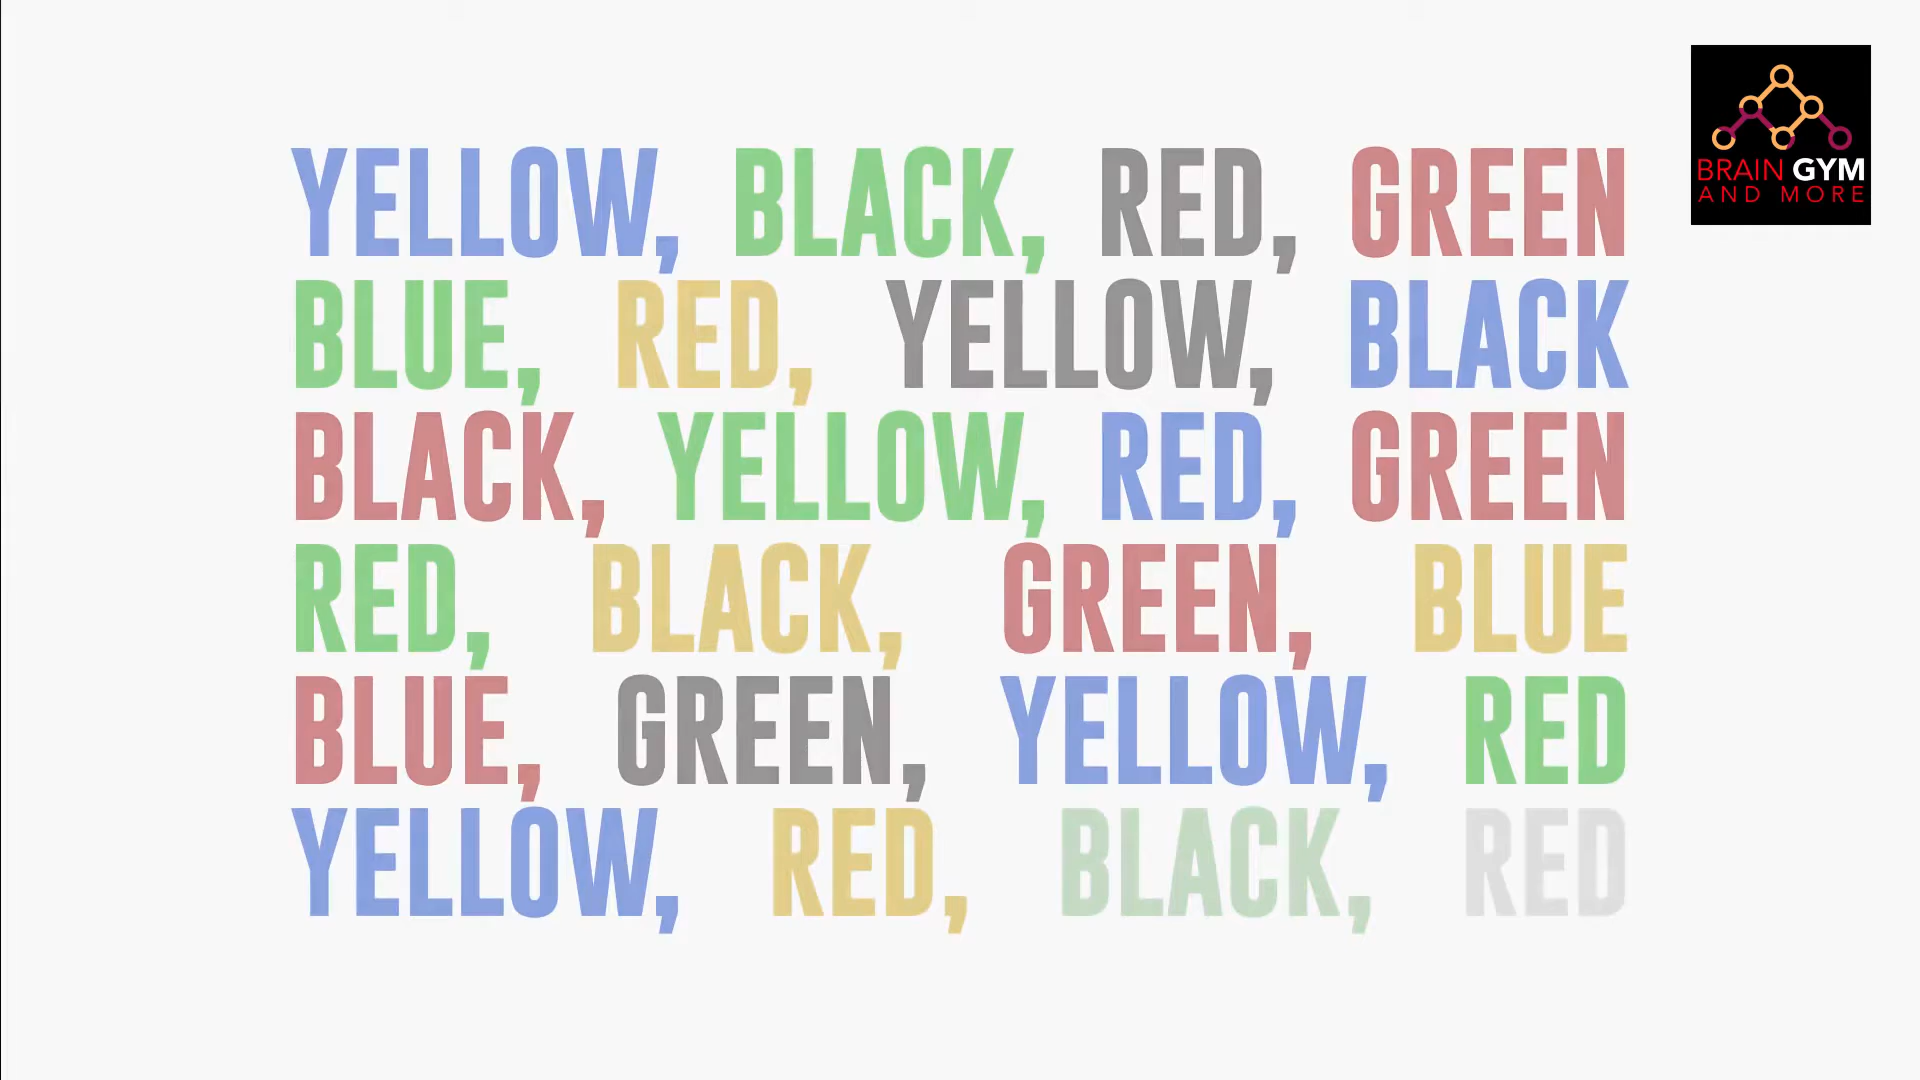 YELLOW, BLACK, RED, GREEN
BLUE, RED, YELLOW, BLACK
BLACK, YELLOW, RED, GREEN
RED, BLACK, GREEN, BLUE
BLUE, GREEN, YELLOW, RED
YELLOW, RED, BLACK, RED
BRAIN GYM
AND MORE